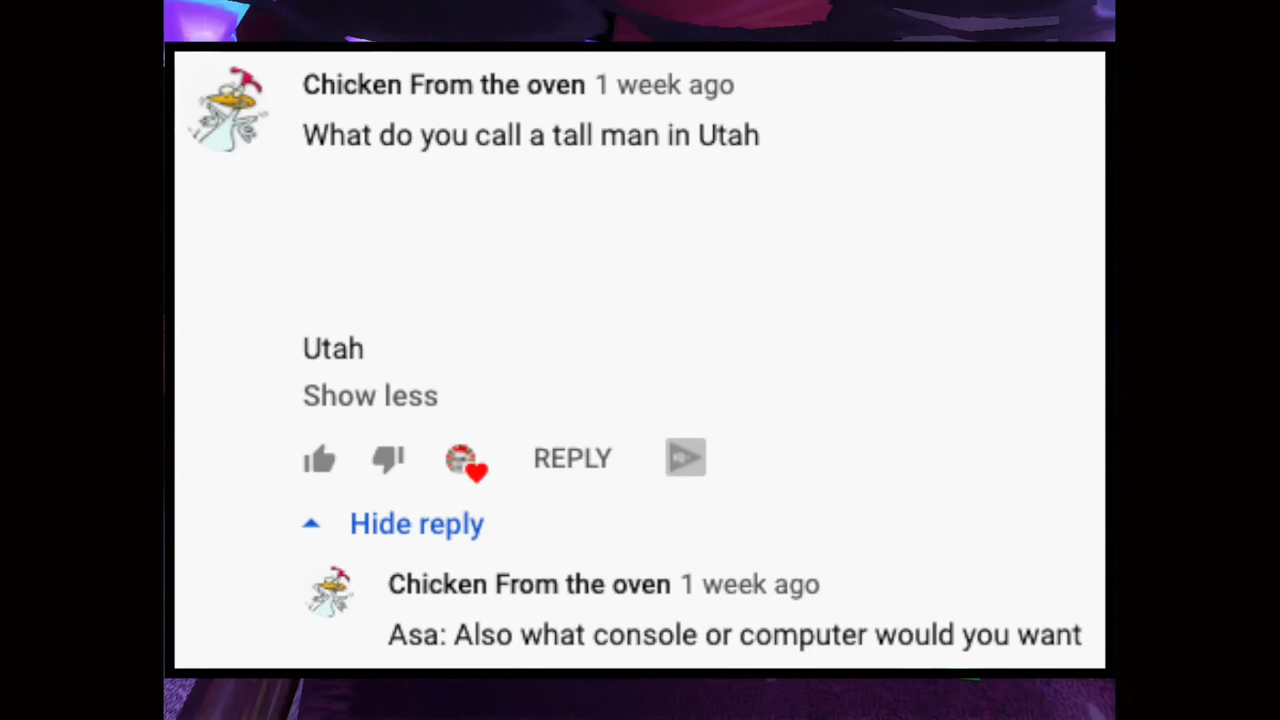 Chicken From the oven 1 week ago
What do you call a tall man in Utah
Utah
Show less
REPLY
Hide reply
Chicken From the oven 1 week ago
Asa: Also what console or computer would you want